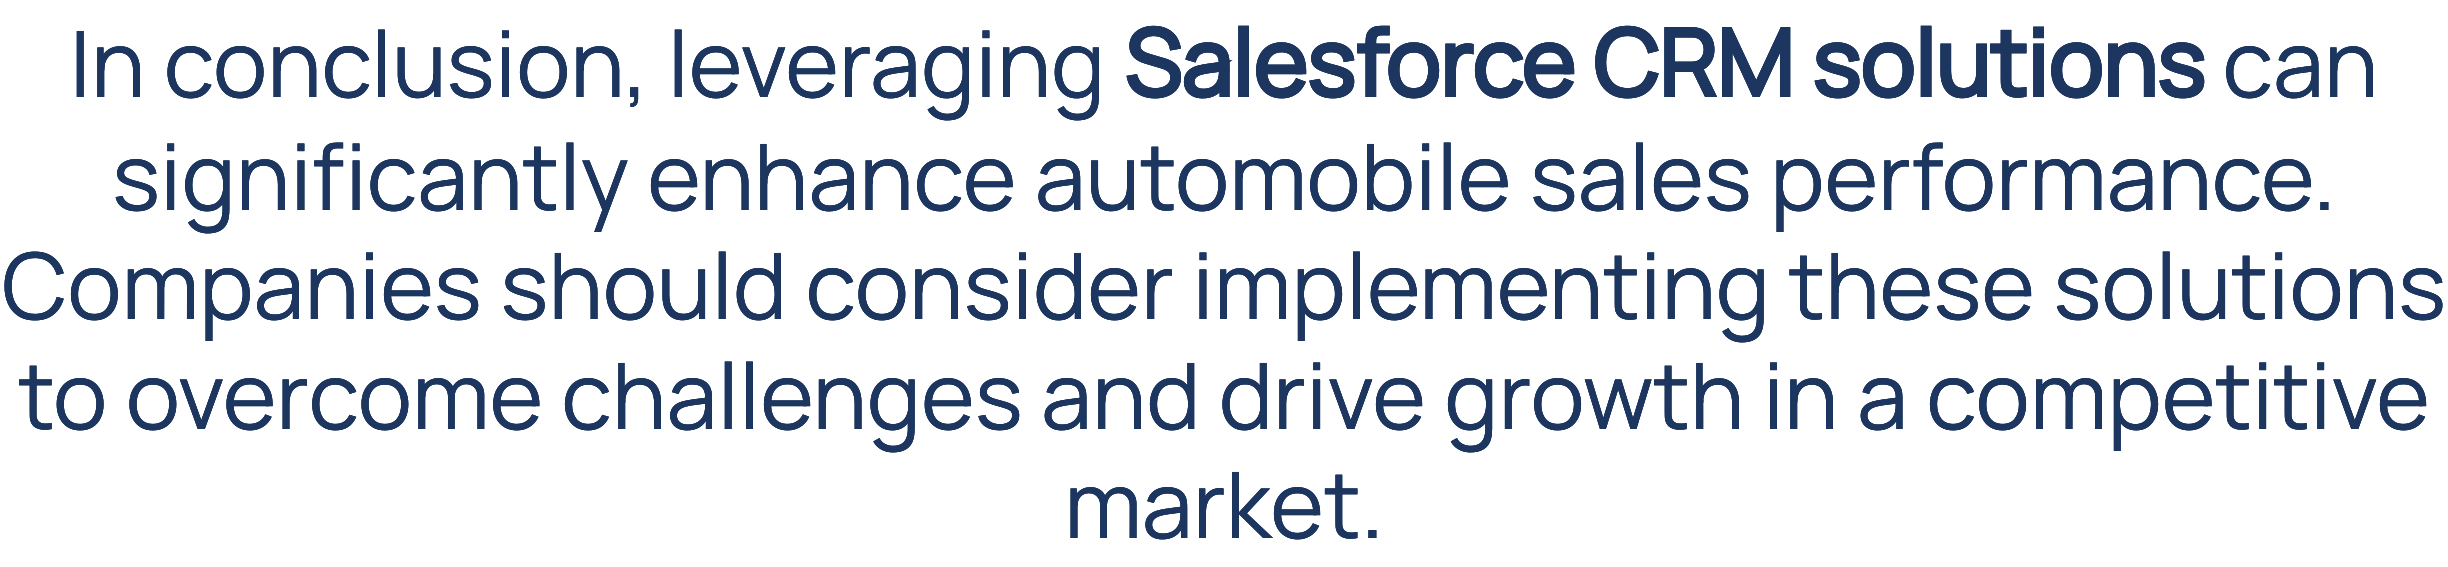 In conclusion, leveraging Salesforce CRM solutions can
significantly enhance automobile sales performance.
Companies should consider implementing these solutions
to overcome challenges and drive growth in a competitive
market.